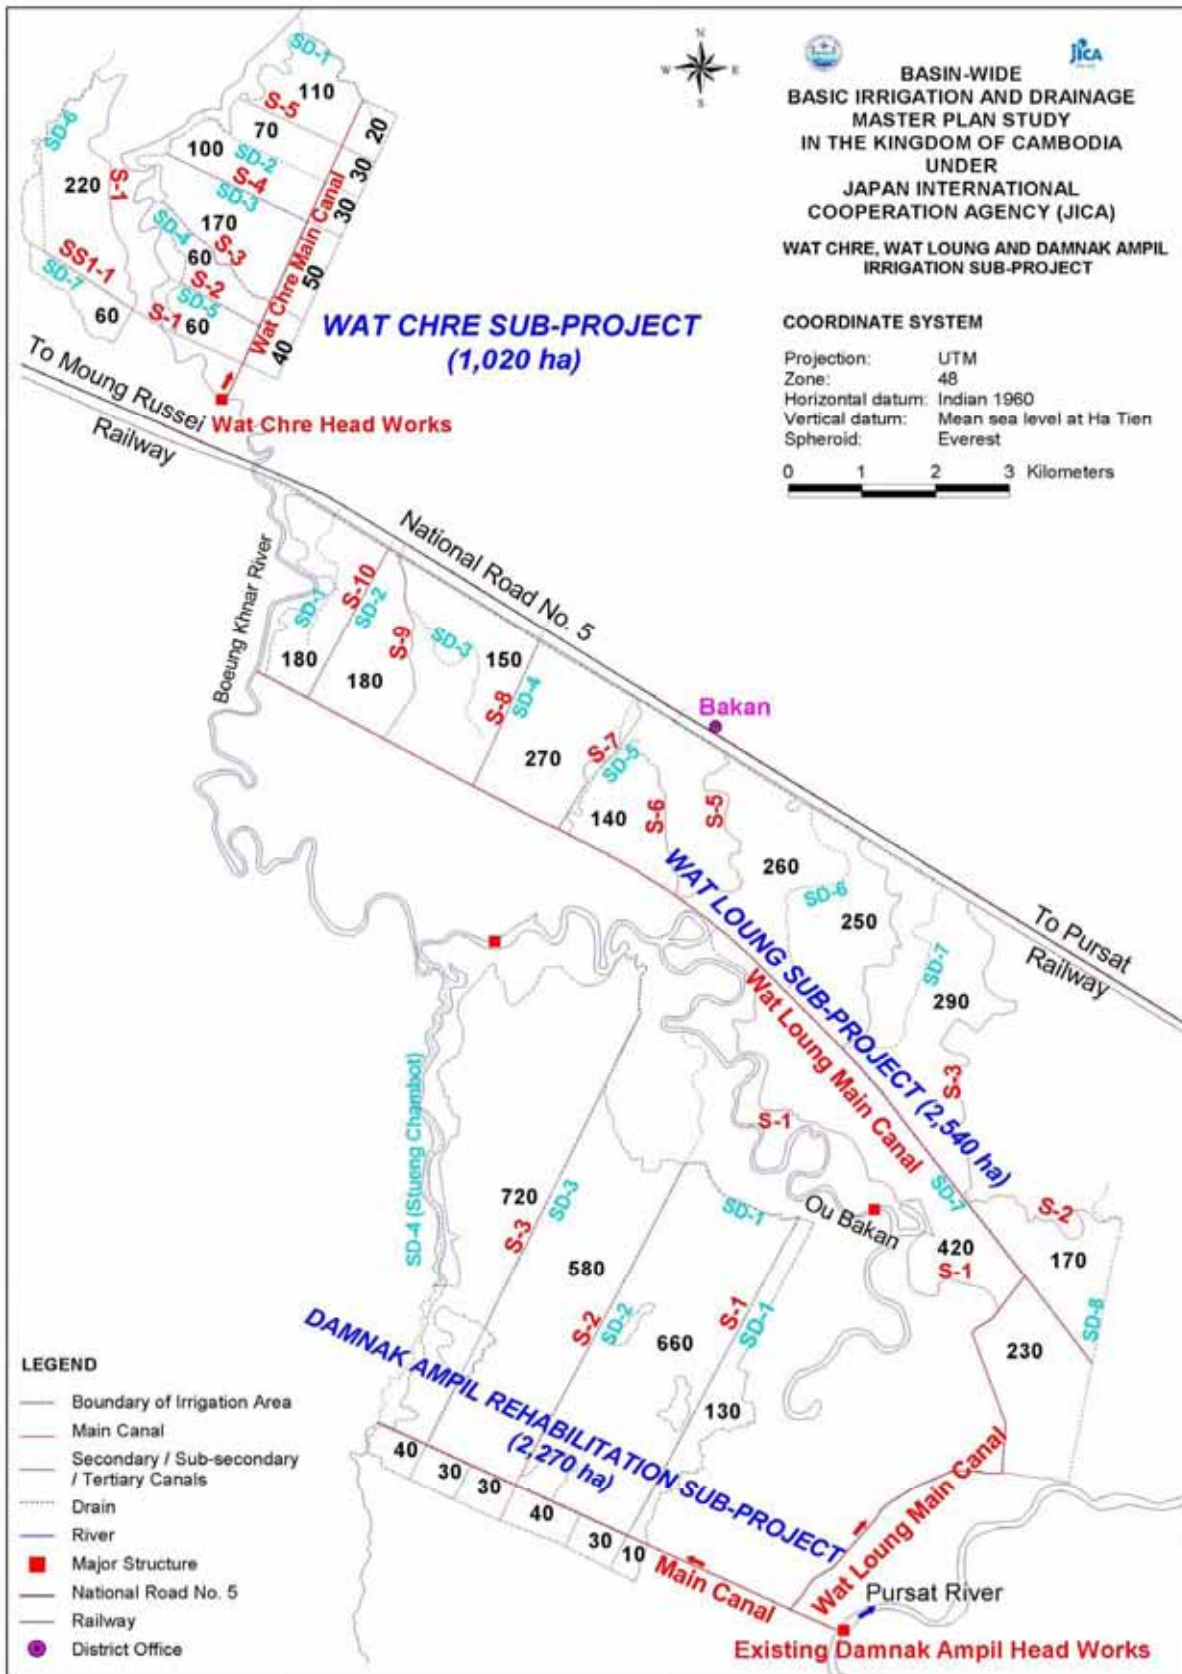 BASIN-WIDE
BASIC IRRIGATION AND DRAINAGE
MASTER PLAN STUDY
IN THE KINGDOM OF CAMBODIA
UNDER
JAPAN INTERNATIONAL
COOPERATION AGENCY (JICA)
WAT CHRE, WAT LOUNG AND DAMNAK AMPIL
IRRIGATION SUB-PROJECT
COORDINATE SYSTEM
Projection: UTM
Zone: 48
Horizontal datum: Indian 1960
Vertical datum: Mean sea level at Ha Tien
Spheroid: Everest
0 1 2 3 Kilometers
N
W E
S
JICA
SD-1
110
S-5
70
20
SD-6
100
SD-2
30
S-4
220
S-1
SD-3
30
170
SD-4
S-3
60
Wat Chre Main Canal
50
SS1-1
S-2
SD-7
SD-5
60
S-1
60
40
WAT CHRE SUB-PROJECT
(1,020 ha)
To Moung Russei
Railway
Wat Chre Head Works
National Road No. 5
Boeung Khnar River
SD-1
S-10
SD-2
S-9
SD-3
180
180
150
S-8
SD-4
Bakan
270
S-7
SD-5
140
S-6
S-5
260
SD-6
250
WAT LOUNG SUB-PROJECT (2,540 ha)
To Pursat
Railway
SD-7
290
Wat Loung Main Canal
S-3
S-1
SD-4 (Stueng Chambot)
720
SD-3
S-3
SD-1
Ou Bakan
SD-7
S-2
420
S-1
170
580
S-2
SD-2
S-1
SD-1
SD-8
660
230
130
DAMNAK AMPIL REHABILITATION SUB-PROJECT
(2,270 ha)
40
30
30
40
30
10
Main Canal
Wat Loung Main Canal
Pursat River
Existing Damnak Ampil Head Works
LEGEND
Boundary of Irrigation Area
Main Canal
Secondary / Sub-secondary
/ Tertiary Canals
Drain
River
Major Structure
National Road No. 5
Railway
District Office